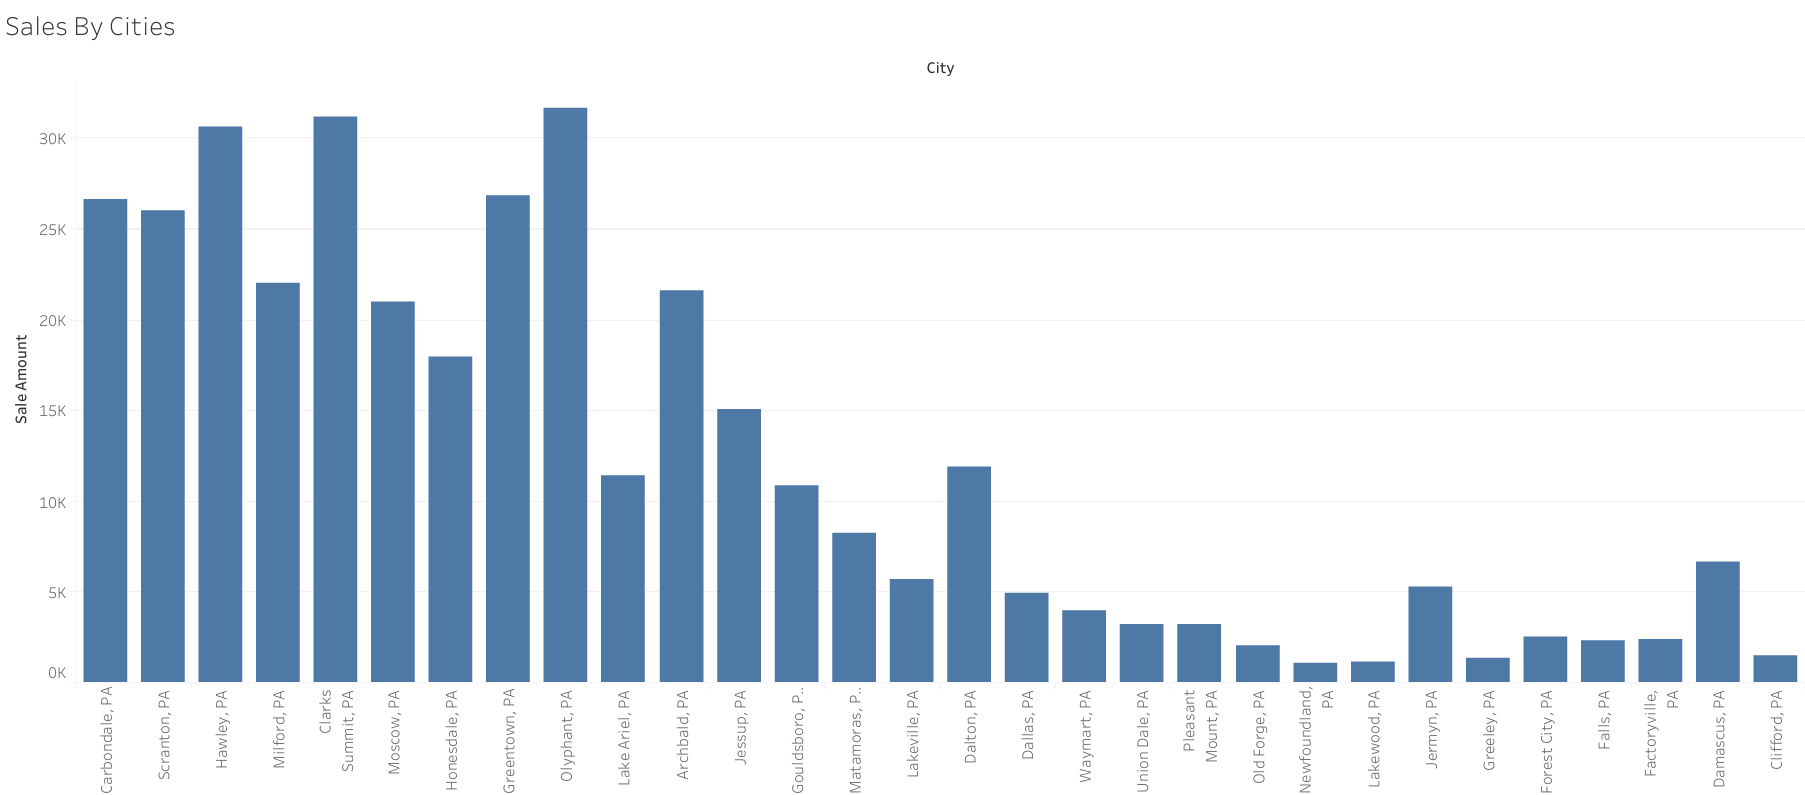 Sales By Cities
City
Sale Amount
30K
25K
20K
15K
10K
5K
0K
Carbondale, PA
Scranton, PA
Hawley, PA
Milford, PA
Clarks
Summit, PA
Moscow, PA
Honesdale, PA
Greentown, PA
Olyphant, PA
Lake Ariel, PA
Archbald, PA
Jessup, PA
Gouldsboro, P..
Matamoras, P..
Lakeville, PA
Dalton, PA
Dallas, PA
Waymart, PA
Union Dale, PA
Pleasant
Mount, PA
Old Forge, PA
Newfoundland,
PA
Lakewood, PA
Jermyn, PA
Greeley, PA
Forest City, PA
Falls, PA
Factoryville,
PA
Damascus, PA
Clifford, PA